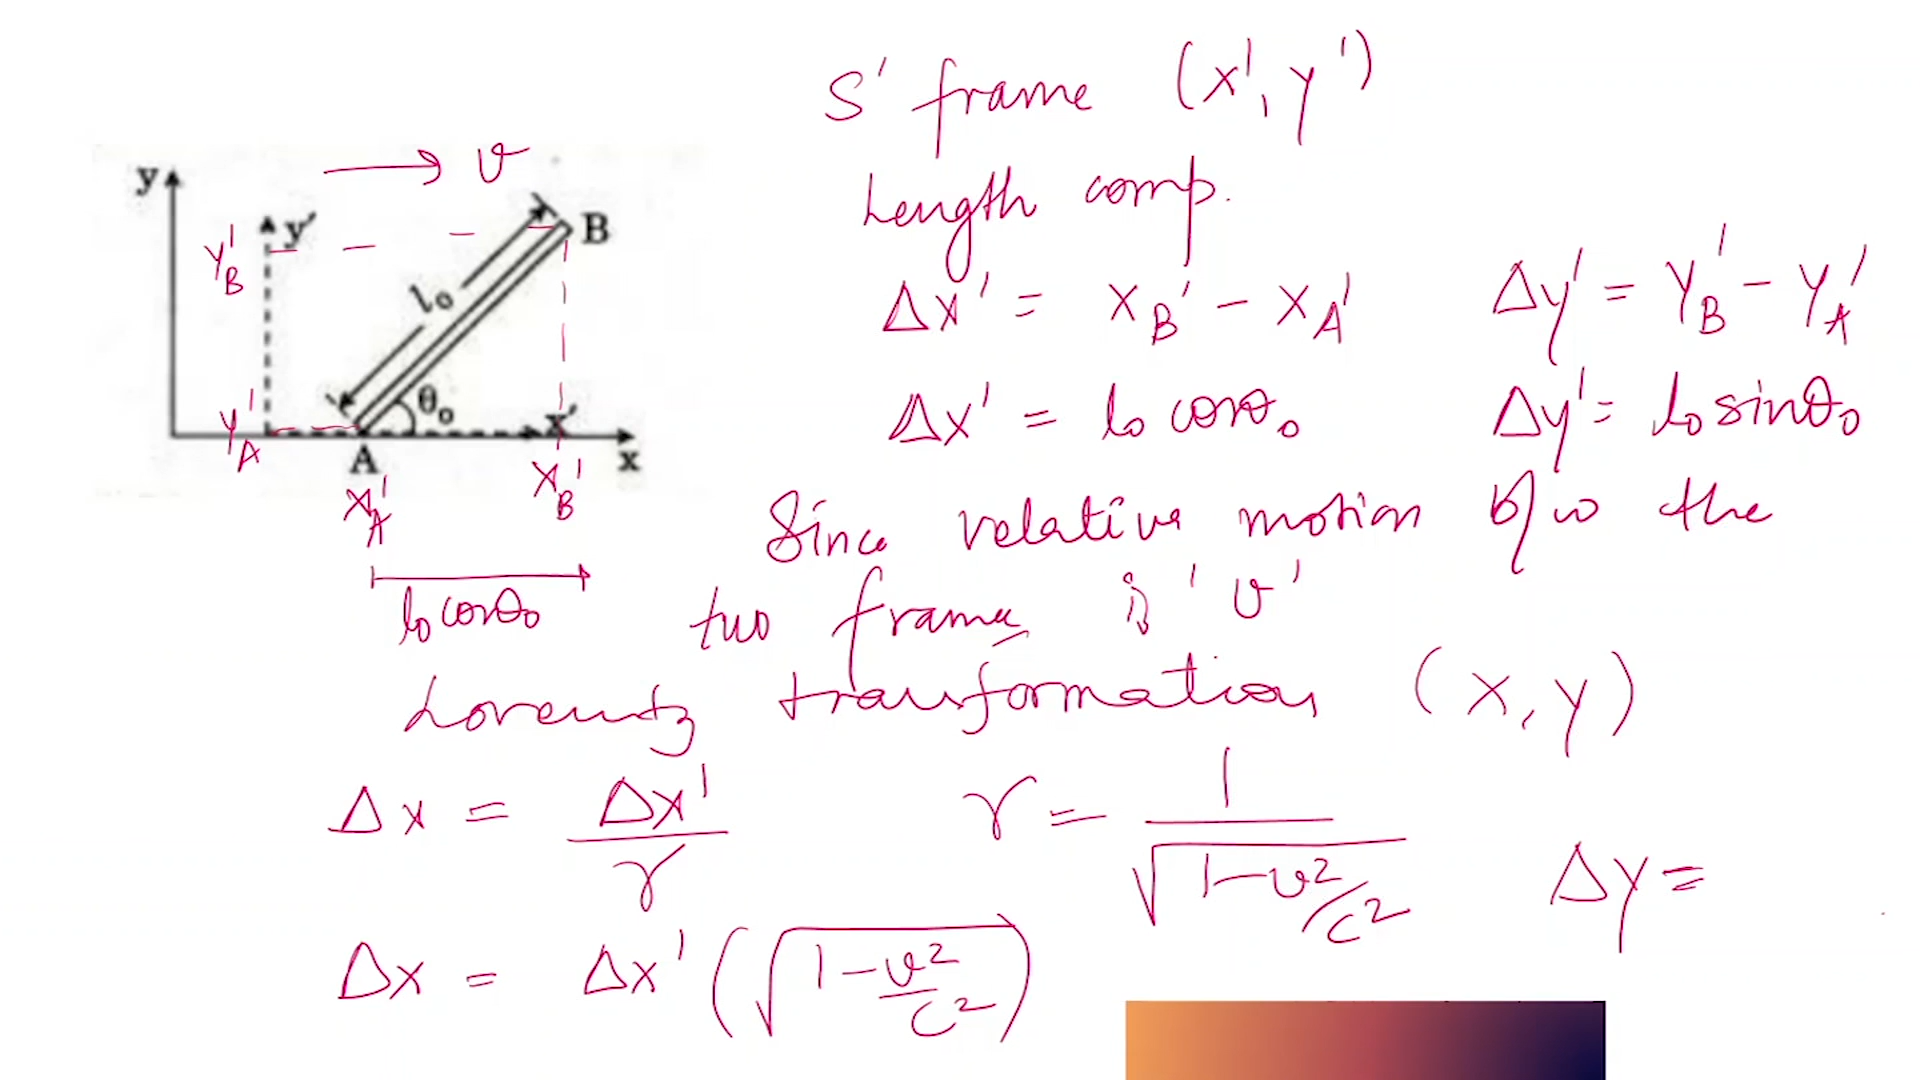 S' frame (x', y')
Length comp.
Δx' = x_B' - x_A'
Δy' = y_B' - y_A'
Δx' = l₀ cosθ₀
Δy' = l₀ sinθ₀
Since relative motion b/w the
two frame is 'v'
Lorentz transformation (x, y)
Δx = Δx'/γ
γ = 1/√(1-v²/c²)
Δy =
Δx = Δx' (√(1-v²/c²))
→ v
y
y'
y_B'
B
l₀
θ₀
y_A'
x'
x
A
x_A'
x_B'
l₀ cosθ₀